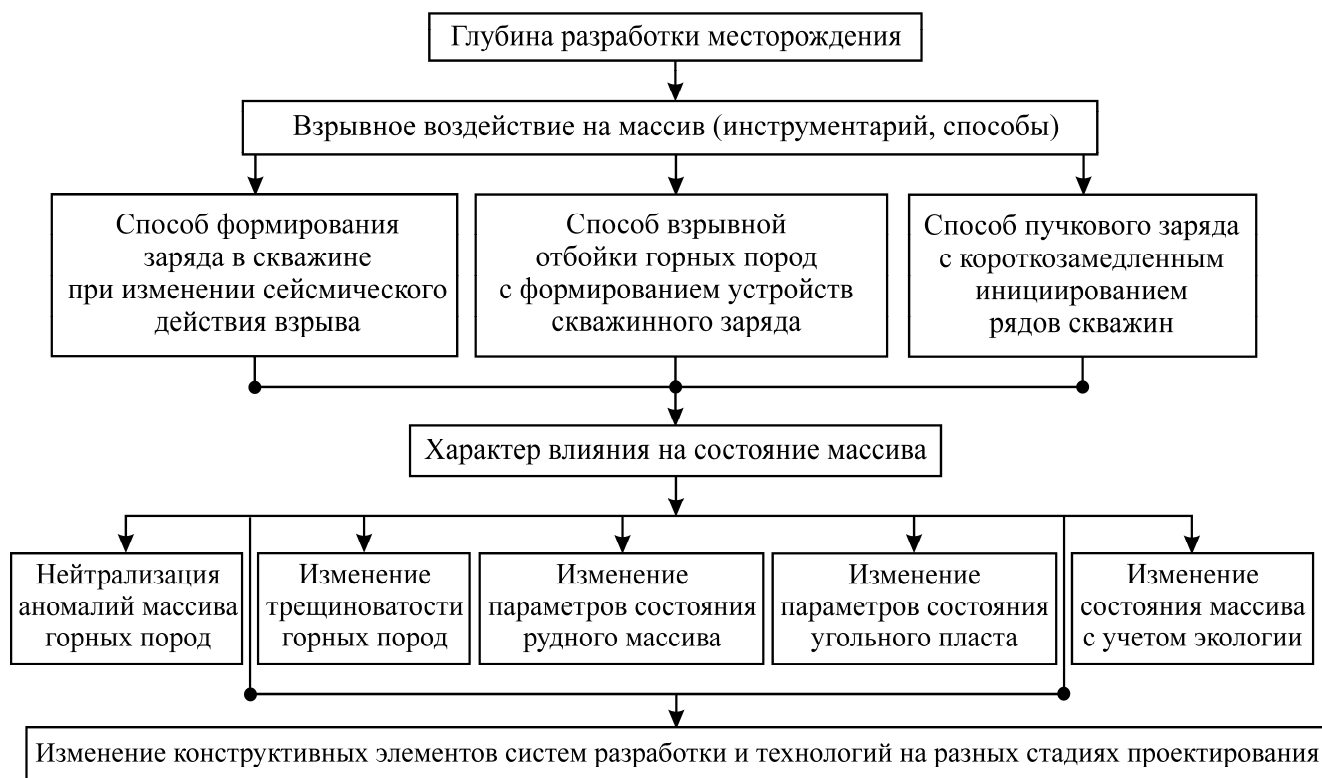 Глубина разработки месторождения
Взрывное воздействие на массив (инструментарий, способы)
Способ формирования
заряда в скважине
при изменении сейсмического
действия взрыва
Способ взрывной
отбойки горных пород
с формированием устройств
скважинного заряда
Способ пучкового заряда
с короткозамедленным
инициированием
рядов скважин
Характер влияния на состояние массива
Нейтрализация
аномалий массива
горных пород
Изменение
трещиноватости
горных пород
Изменение
параметров состояния
рудного массива
Изменение
параметров состояния
угольного пласта
Изменение
состояния массива
с учетом экологии
Изменение конструктивных элементов систем разработки и технологий на разных стадиях проектирования